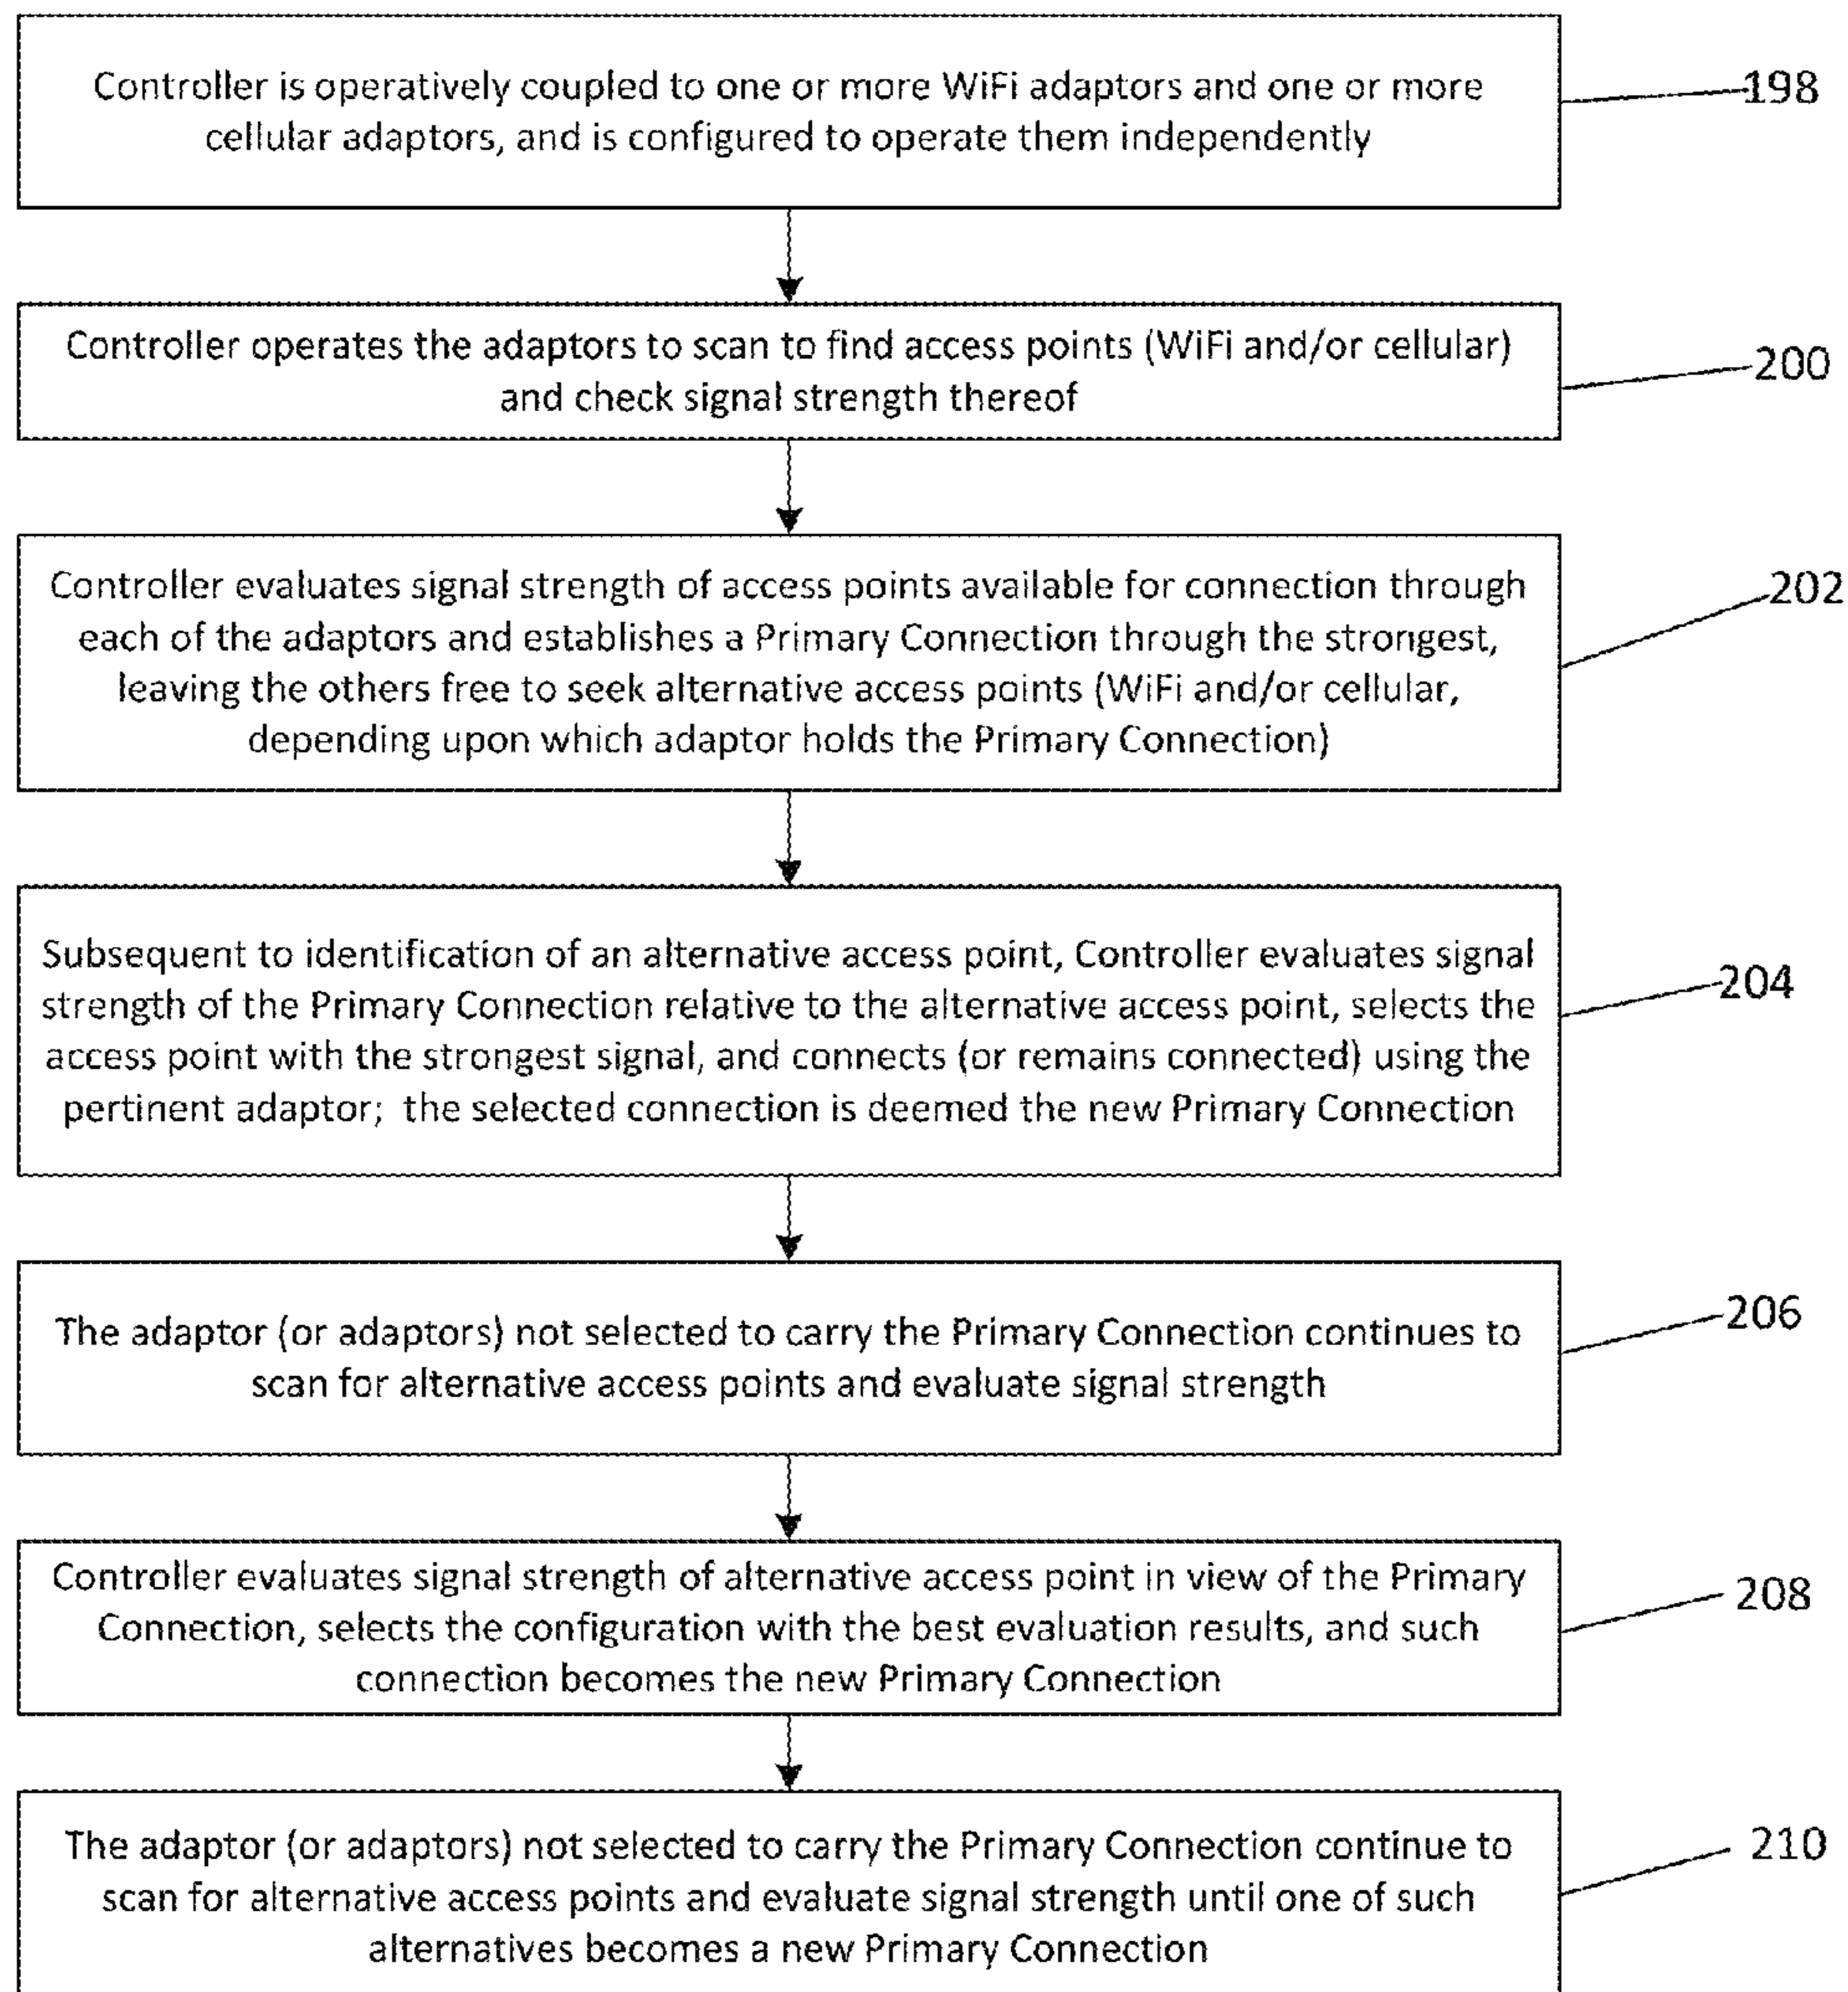 Controller is operatively coupled to one or more WiFi adaptors and one or more
cellular adaptors, and is configured to operate them independently
198
Controller operates the adaptors to scan to find access points (WiFi and/or cellular)
and check signal strength thereof
200
Controller evaluates signal strength of access points available for connection through
each of the adaptors and establishes a Primary Connection through the strongest,
leaving the others free to seek alternative access points (WiFi and/or cellular,
depending upon which adaptor holds the Primary Connection)
202
Subsequent to identification of an alternative access point, Controller evaluates signal
strength of the Primary Connection relative to the alternative access point, selects the
access point with the strongest signal, and connects (or remains connected) using the
pertinent adaptor; the selected connection is deemed the new Primary Connection
204
The adaptor (or adaptors) not selected to carry the Primary Connection continues to
scan for alternative access points and evaluate signal strength
206
Controller evaluates signal strength of alternative access point in view of the Primary
Connection, selects the configuration with the best evaluation results, and such
connection becomes the new Primary Connection
208
The adaptor (or adaptors) not selected to carry the Primary Connection continue to
scan for alternative access points and evaluate signal strength until one of such
alternatives becomes a new Primary Connection
210